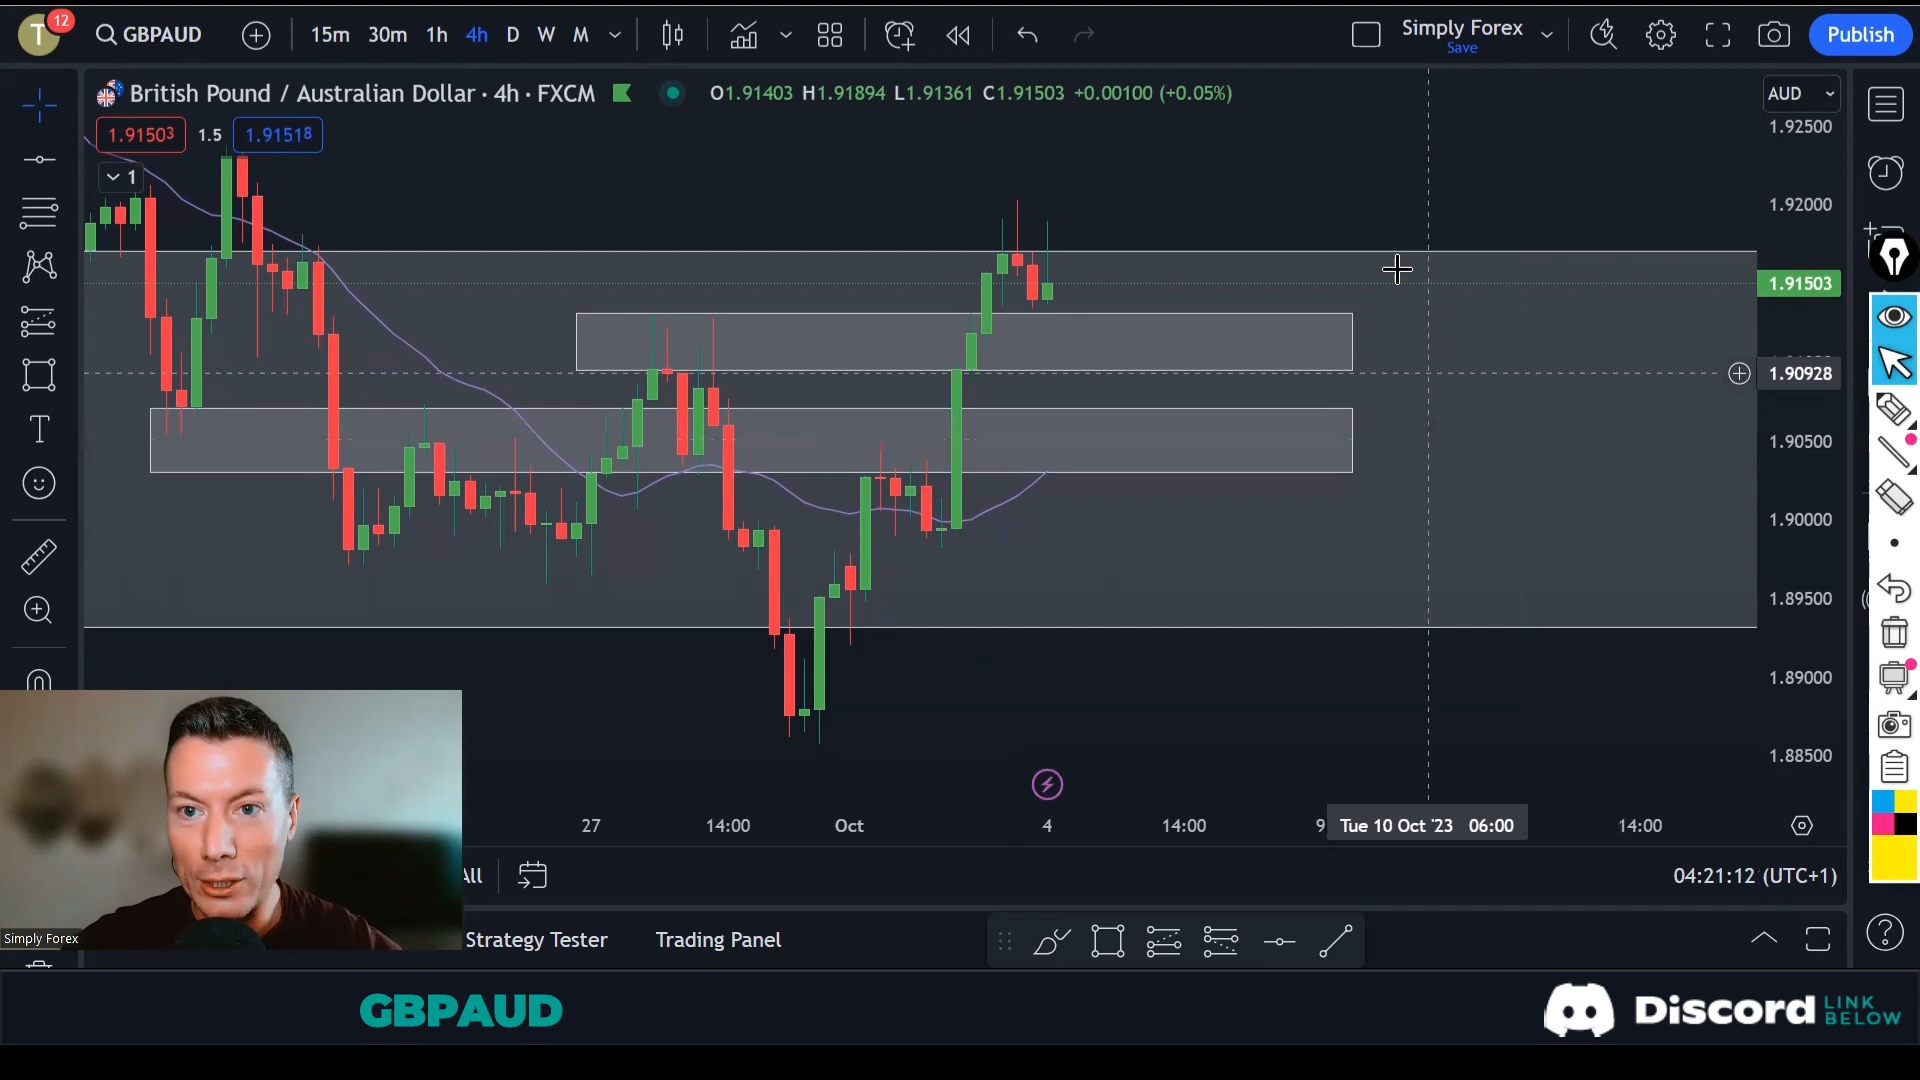 T 12 GBPAUD 15m 30m 1h 4h D W M Simply Forex Save Publish
British Pound / Australian Dollar · 4h · FXCM O1.91403 H1.91894 L1.91361 C1.91503 +0.00100 (+0.05%) AUD
1.91503 1.5 1.91518
1
1.92500
1.92000
1.91503
1.90928
1.90500
1.90000
1.89500
1.89000
1.88500
27 14:00 Oct 4 14:00 9 Tue 10 Oct '23 06:00 14:00
All 04:21:12 (UTC+1)
Simply Forex
Strategy Tester Trading Panel
GBPAUD
Discord LINK BELOW